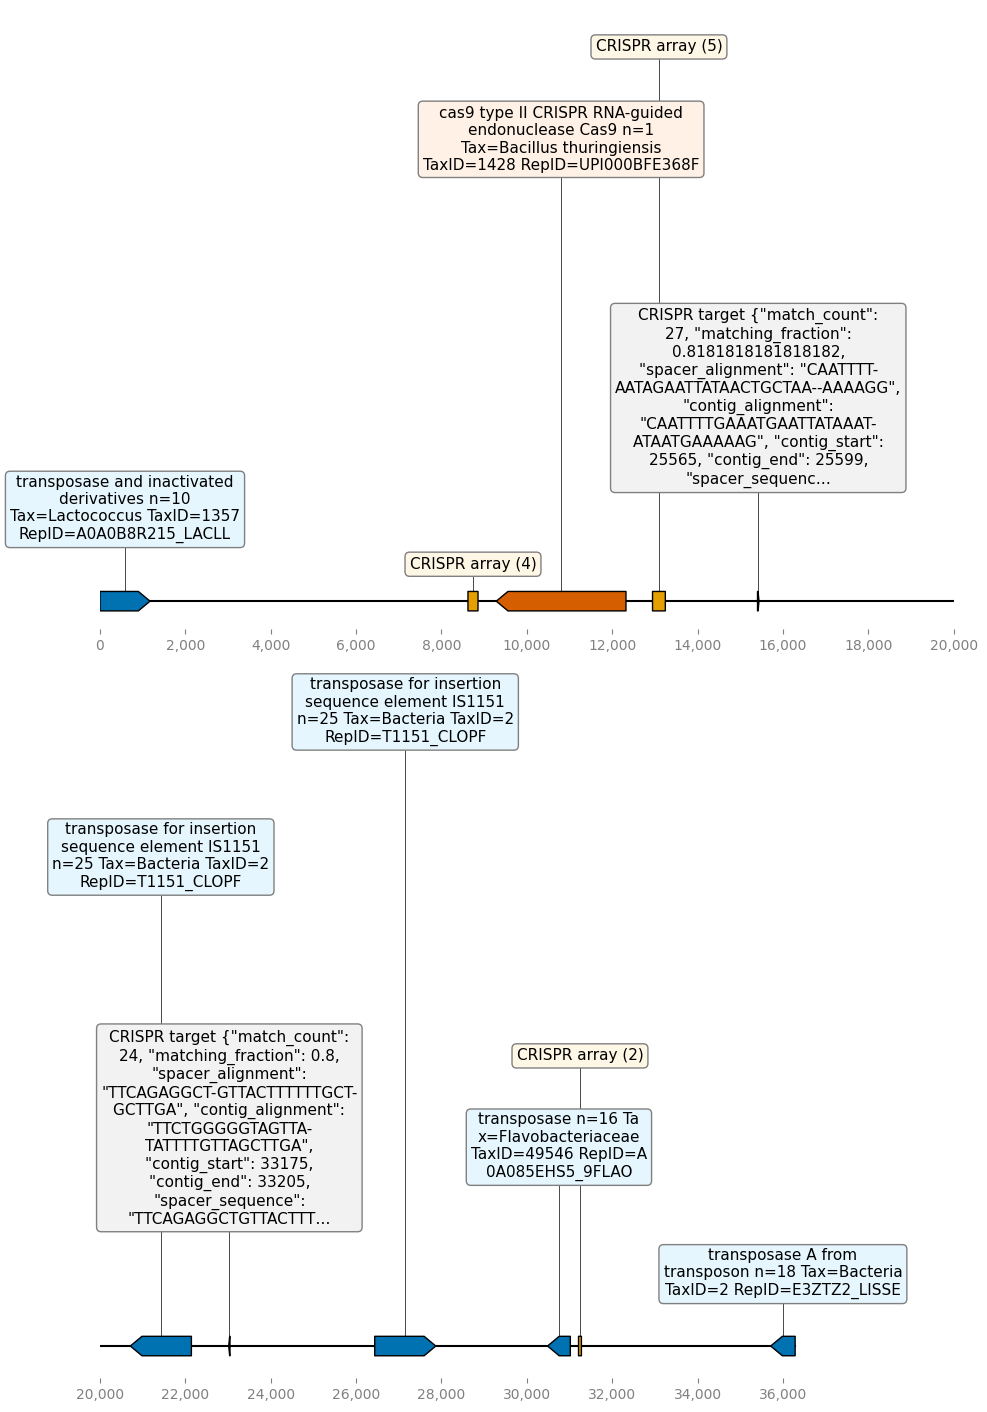 CRISPR array (5)
cas9 type II CRISPR RNA-guided
endonuclease Cas9 n=1
Tax=Bacillus thuringiensis
TaxID=1428 RepID=UPI000BFE368F
CRISPR target {"match_count":
27, "matching_fraction":
0.8181818181818182,
"spacer_alignment": "CAATTTT-
AATAGAATTATAACTGCTAA--AAAAGG",
"contig_alignment":
"CAATTTTGAAATGAATTATAAAT-
ATAATGAAAAAG", "contig_start":
25565, "contig_end": 25599,
"spacer_sequenc...
transposase and inactivated
derivatives n=10
Tax=Lactococcus TaxID=1357
RepID=A0A0B8R215_LACLL
CRISPR array (4)
0 2,000 4,000 6,000 8,000 10,000 12,000 14,000 16,000 18,000 20,000
transposase for insertion
sequence element IS1151
n=25 Tax=Bacteria TaxID=2
RepID=T1151_CLOPF
transposase for insertion
sequence element IS1151
n=25 Tax=Bacteria TaxID=2
RepID=T1151_CLOPF
CRISPR target {"match_count":
24, "matching_fraction": 0.8,
"spacer_alignment":
"TTCAGAGGCT-GTTACTTTTTTGCT-
GCTTGA", "contig_alignment":
"TTCTGGGGGTAGTTA-
TATTTTGTTAGCTTGA",
"contig_start": 33175,
"contig_end": 33205,
"spacer_sequence":
"TTCAGAGGCTGTTACTTT...
CRISPR array (2)
transposase n=16 Ta
x=Flavobacteriaceae
TaxID=49546 RepID=A
0A085EHS5_9FLAO
transposase A from
transposon n=18 Tax=Bacteria
TaxID=2 RepID=E3ZTZ2_LISSE
20,000 22,000 24,000 26,000 28,000 30,000 32,000 34,000 36,000